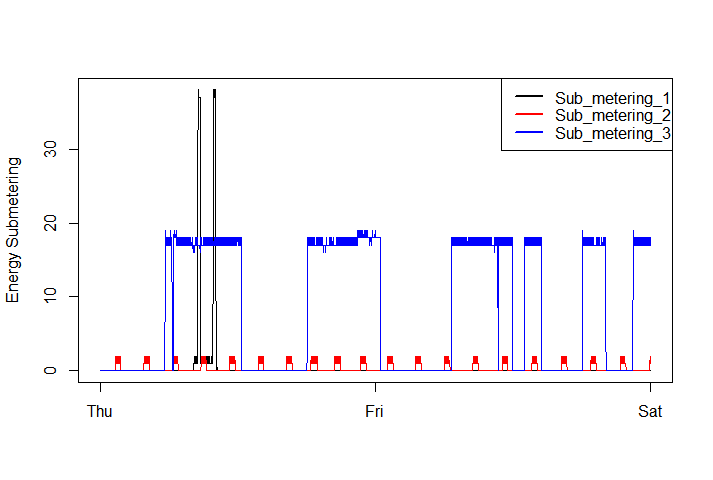 Sub_metering_1
Sub_metering_2
Sub_metering_3
Energy Submetering
30
20
10
0
Thu Fri Sat